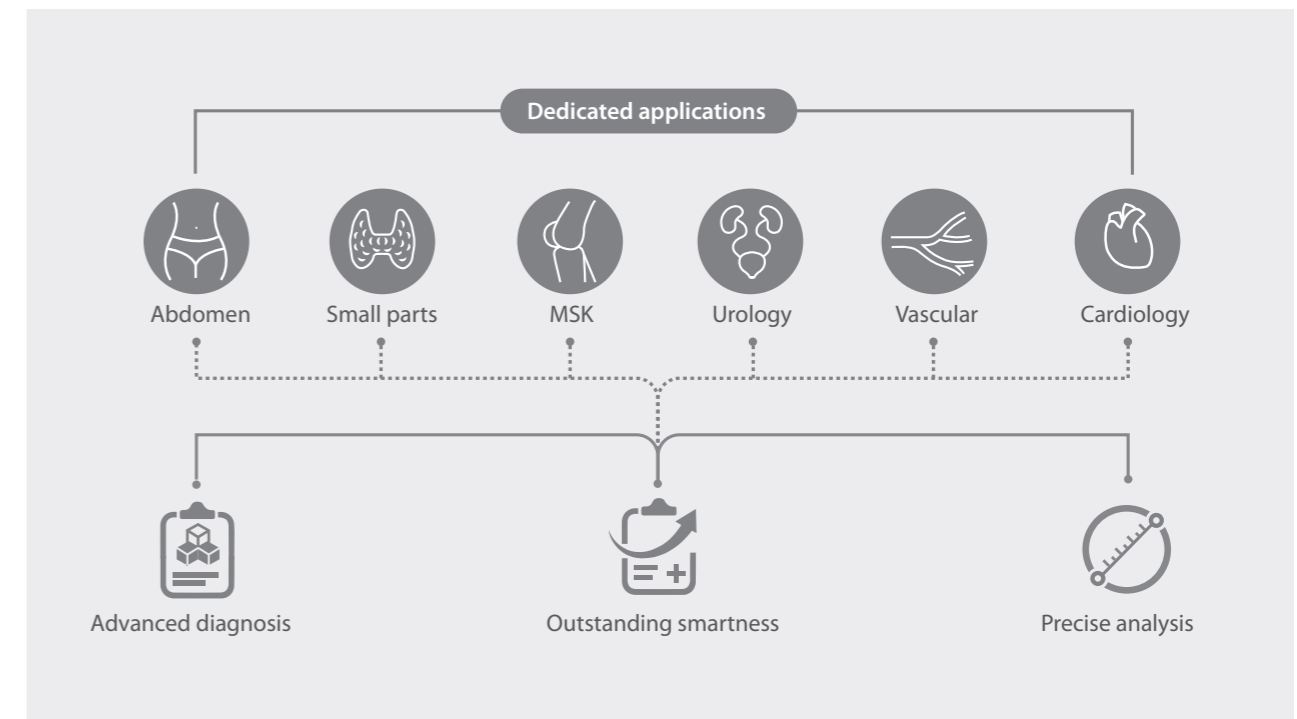 Dedicated applications
Abdomen
Small parts
MSK
Urology
Vascular
Cardiology
Advanced diagnosis
Outstanding smartness
Precise analysis